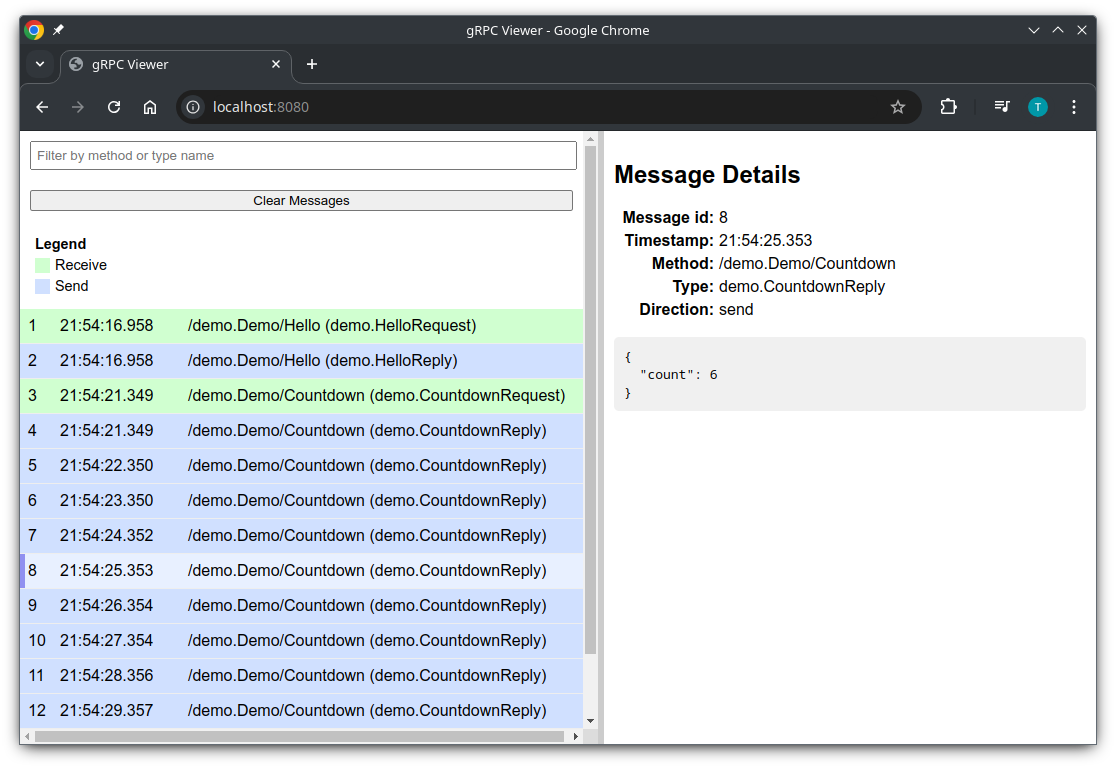 gRPC Viewer - Google Chrome
gRPC Viewer
localhost:8080
T
Filter by method or type name
Clear Messages
Legend
Receive
Send
1 21:54:16.958 /demo.Demo/Hello (demo.HelloRequest)
2 21:54:16.958 /demo.Demo/Hello (demo.HelloReply)
3 21:54:21.349 /demo.Demo/Countdown (demo.CountdownRequest)
4 21:54:21.349 /demo.Demo/Countdown (demo.CountdownReply)
5 21:54:22.350 /demo.Demo/Countdown (demo.CountdownReply)
6 21:54:23.350 /demo.Demo/Countdown (demo.CountdownReply)
7 21:54:24.352 /demo.Demo/Countdown (demo.CountdownReply)
8 21:54:25.353 /demo.Demo/Countdown (demo.CountdownReply)
9 21:54:26.354 /demo.Demo/Countdown (demo.CountdownReply)
10 21:54:27.354 /demo.Demo/Countdown (demo.CountdownReply)
11 21:54:28.356 /demo.Demo/Countdown (demo.CountdownReply)
12 21:54:29.357 /demo.Demo/Countdown (demo.CountdownReply)
Message Details
Message id: 8
Timestamp: 21:54:25.353
Method: /demo.Demo/Countdown
Type: demo.CountdownReply
Direction: send
{
  "count": 6
}